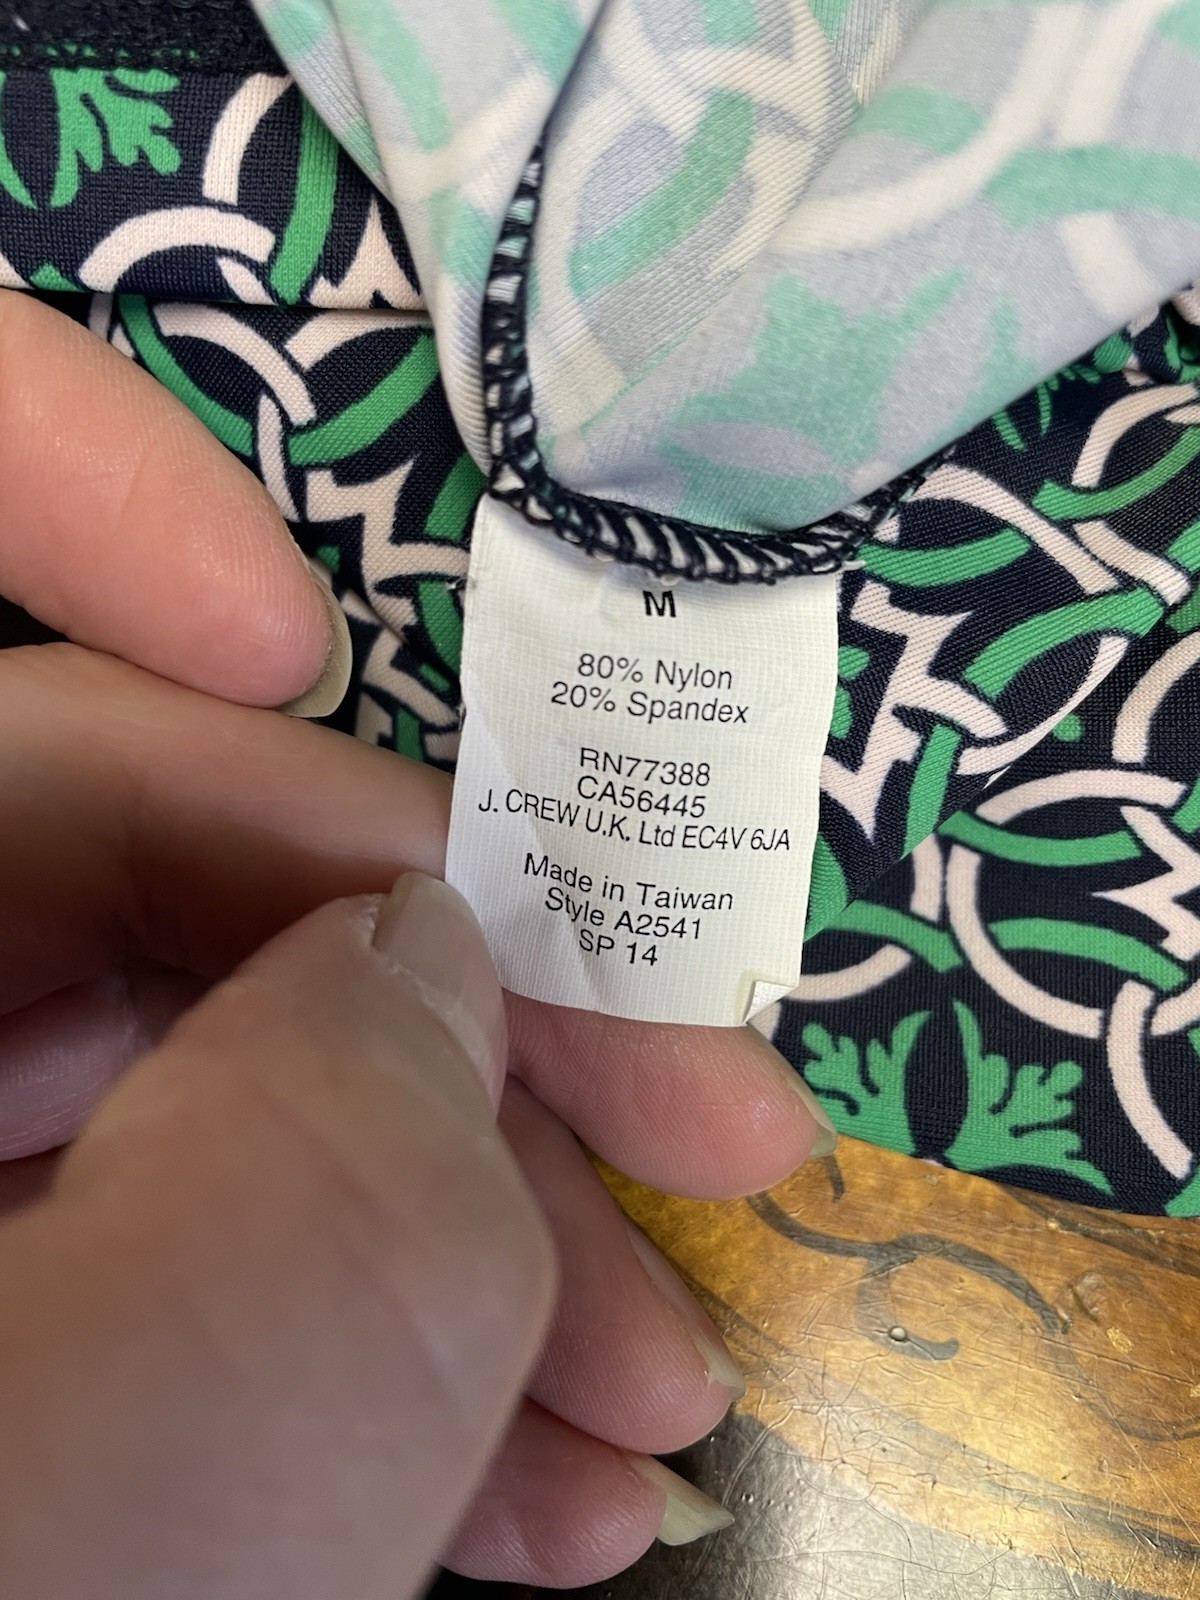 M
80% Nylon
20% Spandex
RN77388
CA56445
J. CREW U.K. Ltd EC4V 6JA
Made in Taiwan
Style A2541
SP 14